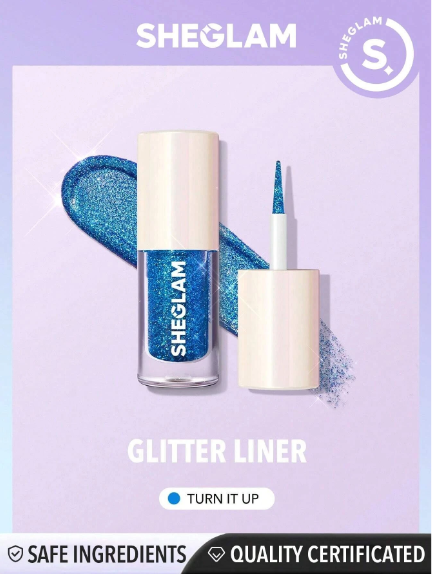 SHEGLAM
SHEGLAM
S
SHEGLAM
GLITTER LINER
TURN IT UP
SAFE INGREDIENTS
QUALITY CERTIFICATED